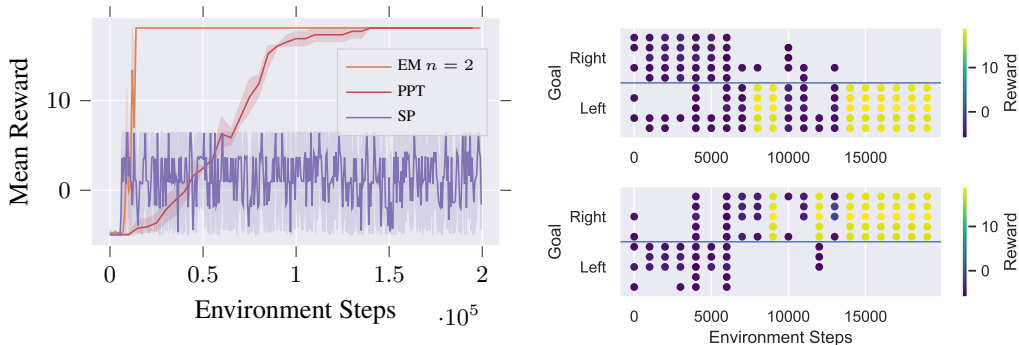 Mean Reward
10
0
0
0.5
1
1.5
2
Environment Steps
·10⁵
EM n = 2
PPT
SP
Goal
Right
Left
0
5000
10000
15000
10
0
Reward
Goal
Right
Left
0
5000
10000
15000
Environment Steps
10
0
Reward